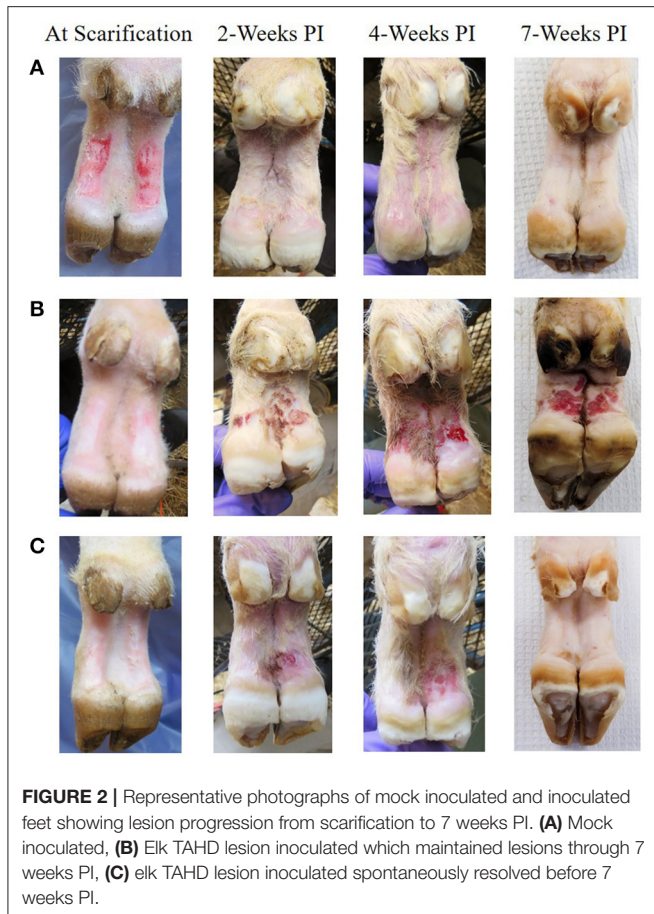 At Scarification 2-Weeks PI 4-Weeks PI 7-Weeks PI
A
B
C
FIGURE 2 | Representative photographs of mock inoculated and inoculated
feet showing lesion progression from scarification to 7 weeks PI. (A) Mock
inoculated, (B) Elk TAHD lesion inoculated which maintained lesions through 7
weeks PI, (C) elk TAHD lesion inoculated spontaneously resolved before 7
weeks PI.